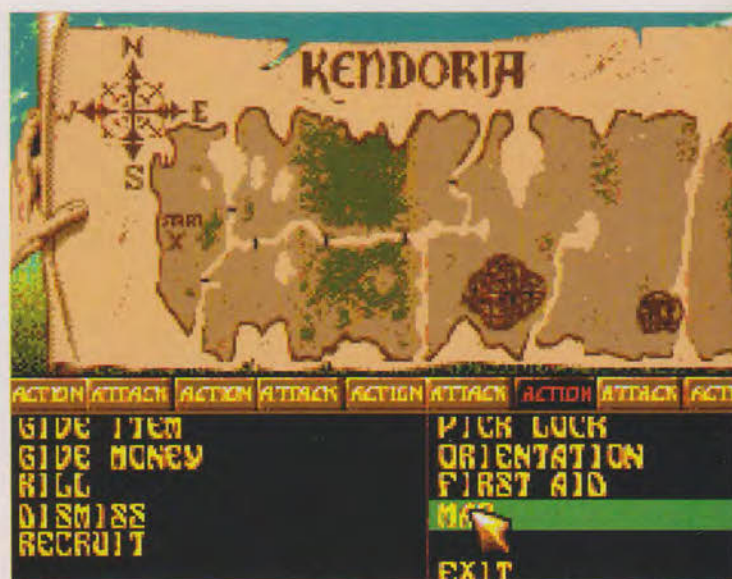 KENDORIA
N
W E
S
START
X
ACTION ATTACK ACTION ATTACK ACTION ATTACK ACTION ATTACK
GIVE ITEM PICK LOCK
GIVE MONEY ORIENTATION
KILL FIRST AID
DISMISS MAP
RECRUIT
EXIT